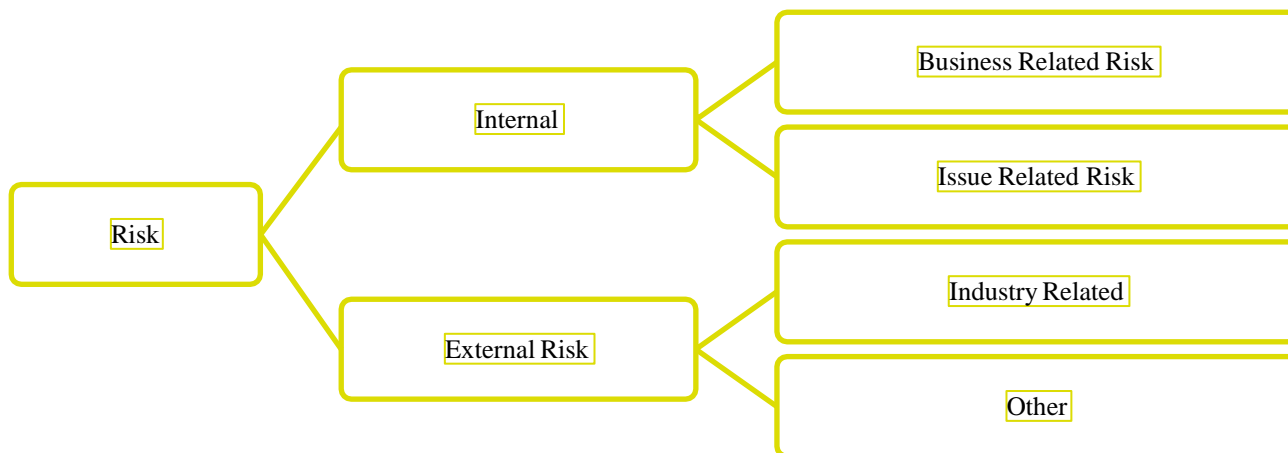 Business Related Risk
Internal
Issue Related Risk
Risk
Industry Related
External Risk
Other